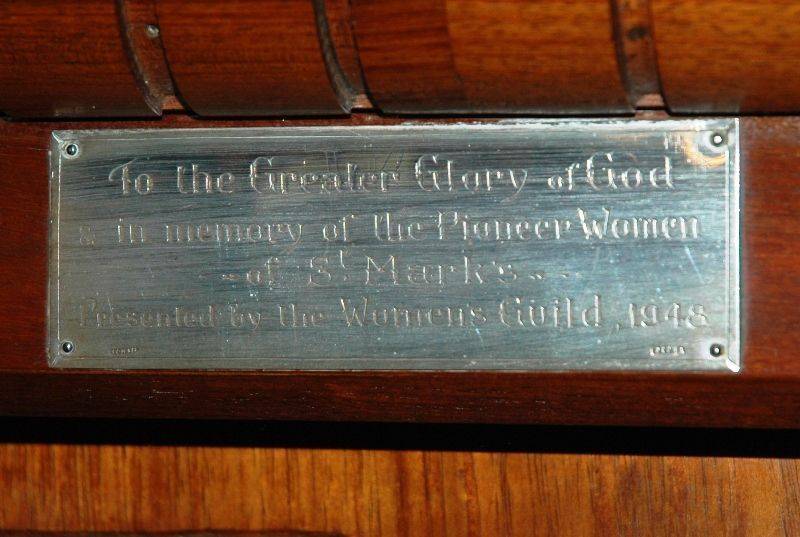 To the Greater Glory of God
& in memory of the Pioneer Women
of St Mark's
Presented by the Women's Guild, 1948